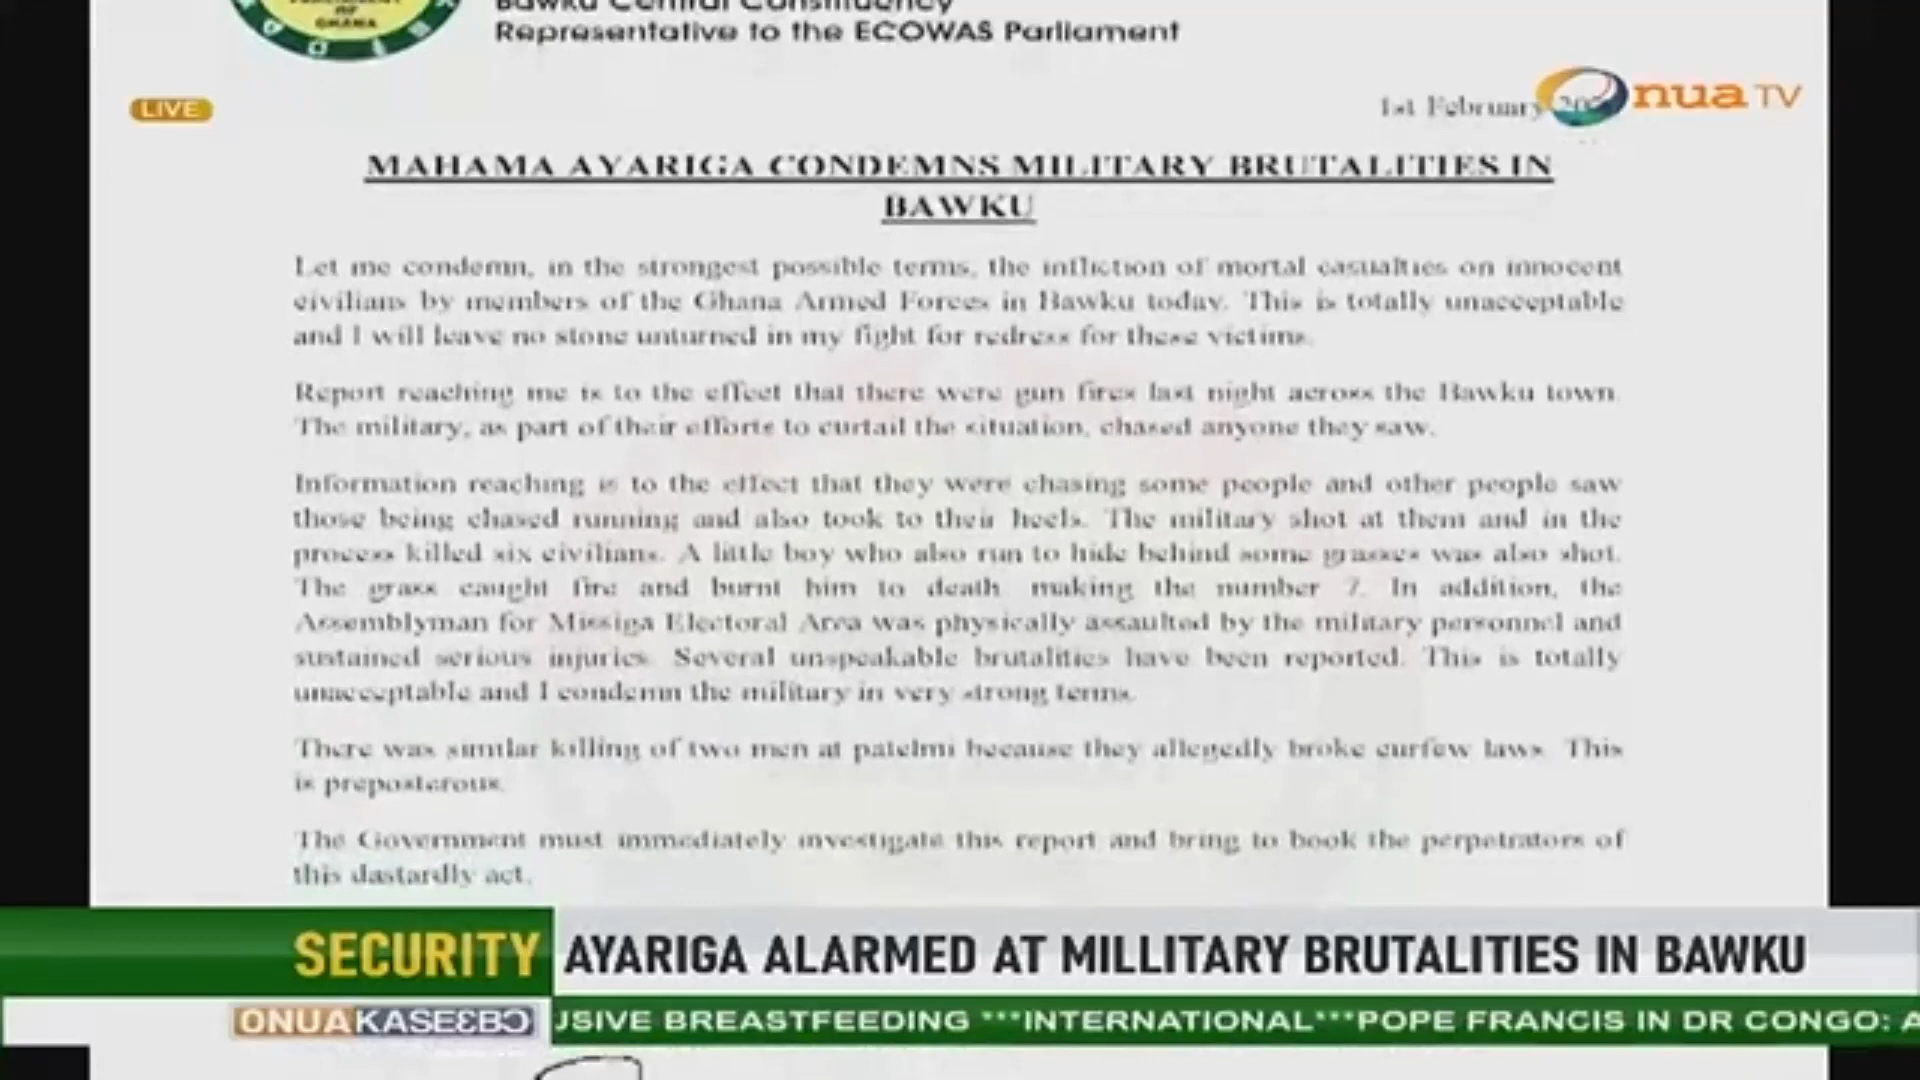 OF
GHANA
Bawku Central Constituency
Representative to the ECOWAS Parliament
LIVE
1st February
Onua TV
MAHAMA AYARIGA CONDEMNS MILITARY BRUTALITIES IN
BAWKU
Let me condemn, in the strongest possible terms, the infliction of mortal casualties on innocent
civilians by members of the Ghana Armed Forces in Bawku today. This is totally unacceptable
and I will leave no stone unturned in my fight for redress for these victims.
Report reaching me is to the effect that there were gun fires last night across the Bawku town.
The military, as part of their efforts to curtail the situation, chased anyone they saw.
Information reaching is to the effect that they were chasing some people and other people saw
those being chased running and also took to their heels. The military shot at them and in the
process killed six civilians. A little boy who also run to hide behind some grasses was also shot.
The grass caught fire and burnt him to death making the number 7. In addition, the
Assemblyman for Missiga Electoral Area was physically assaulted by the military personnel and
sustained serious injuries. Several unspeakable brutalities have been reported. This is totally
unacceptable and I condemn the military in very strong terms.
There was similar killing of two men at patelmi because they allegedly broke curfew laws. This
is preposterous.
The Government must immediately investigate this report and bring to book the perpetrators of
this dastardly act.
SECURITY AYARIGA ALARMED AT MILLITARY BRUTALITIES IN BAWKU
ONUA KASEƐBƆ USIVE BREASTFEEDING ***INTERNATIONAL***POPE FRANCIS IN DR CONGO: A